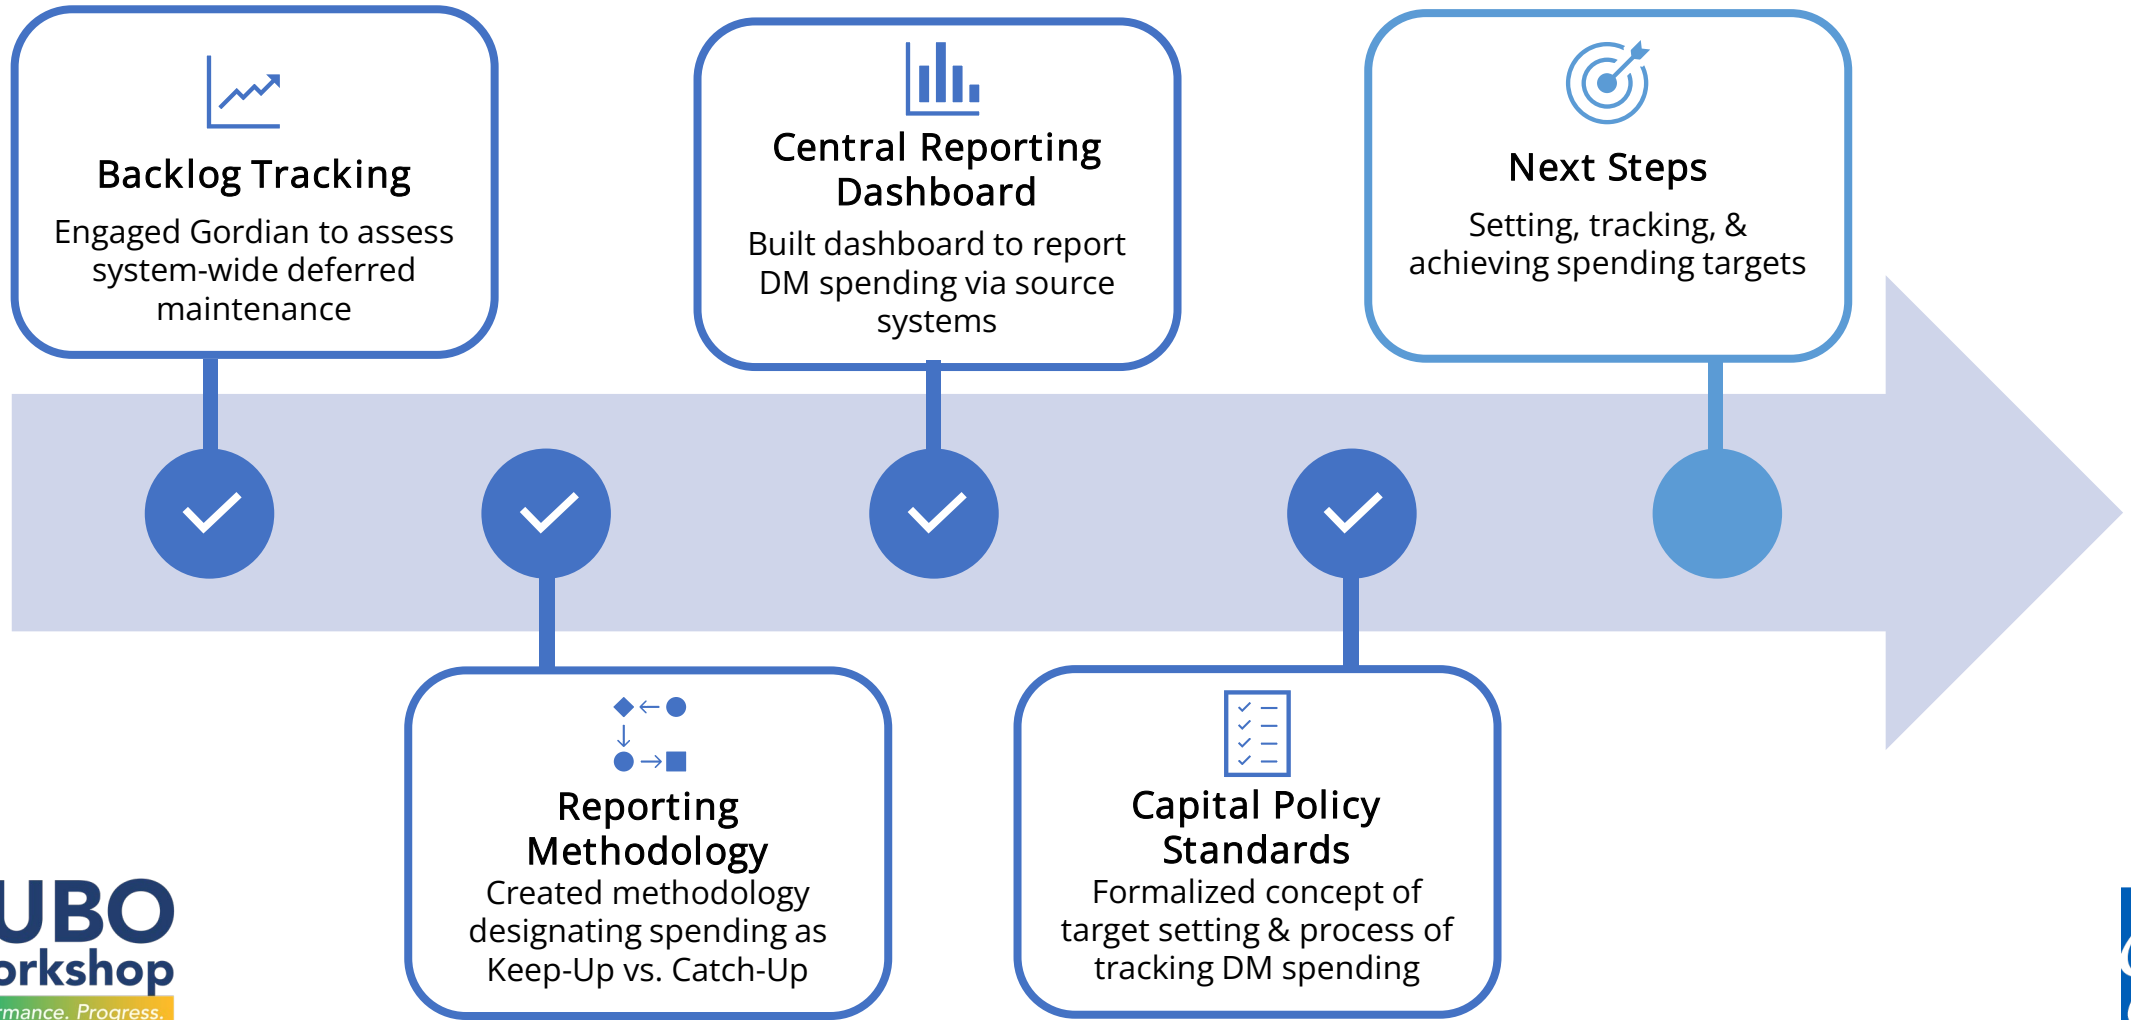 Backlog Tracking
Engaged Gordian to assess
system-wide deferred
maintenance
Central Reporting
Dashboard
Built dashboard to report
DM spending via source
systems
Next Steps
Setting, tracking, &
achieving spending targets
Reporting
Methodology
Created methodology
designating spending as
Keep-Up vs. Catch-Up
Capital Policy
Standards
Formalized concept of
target setting & process of
tracking DM spending
UBO
orkshop
rmance. Progress.